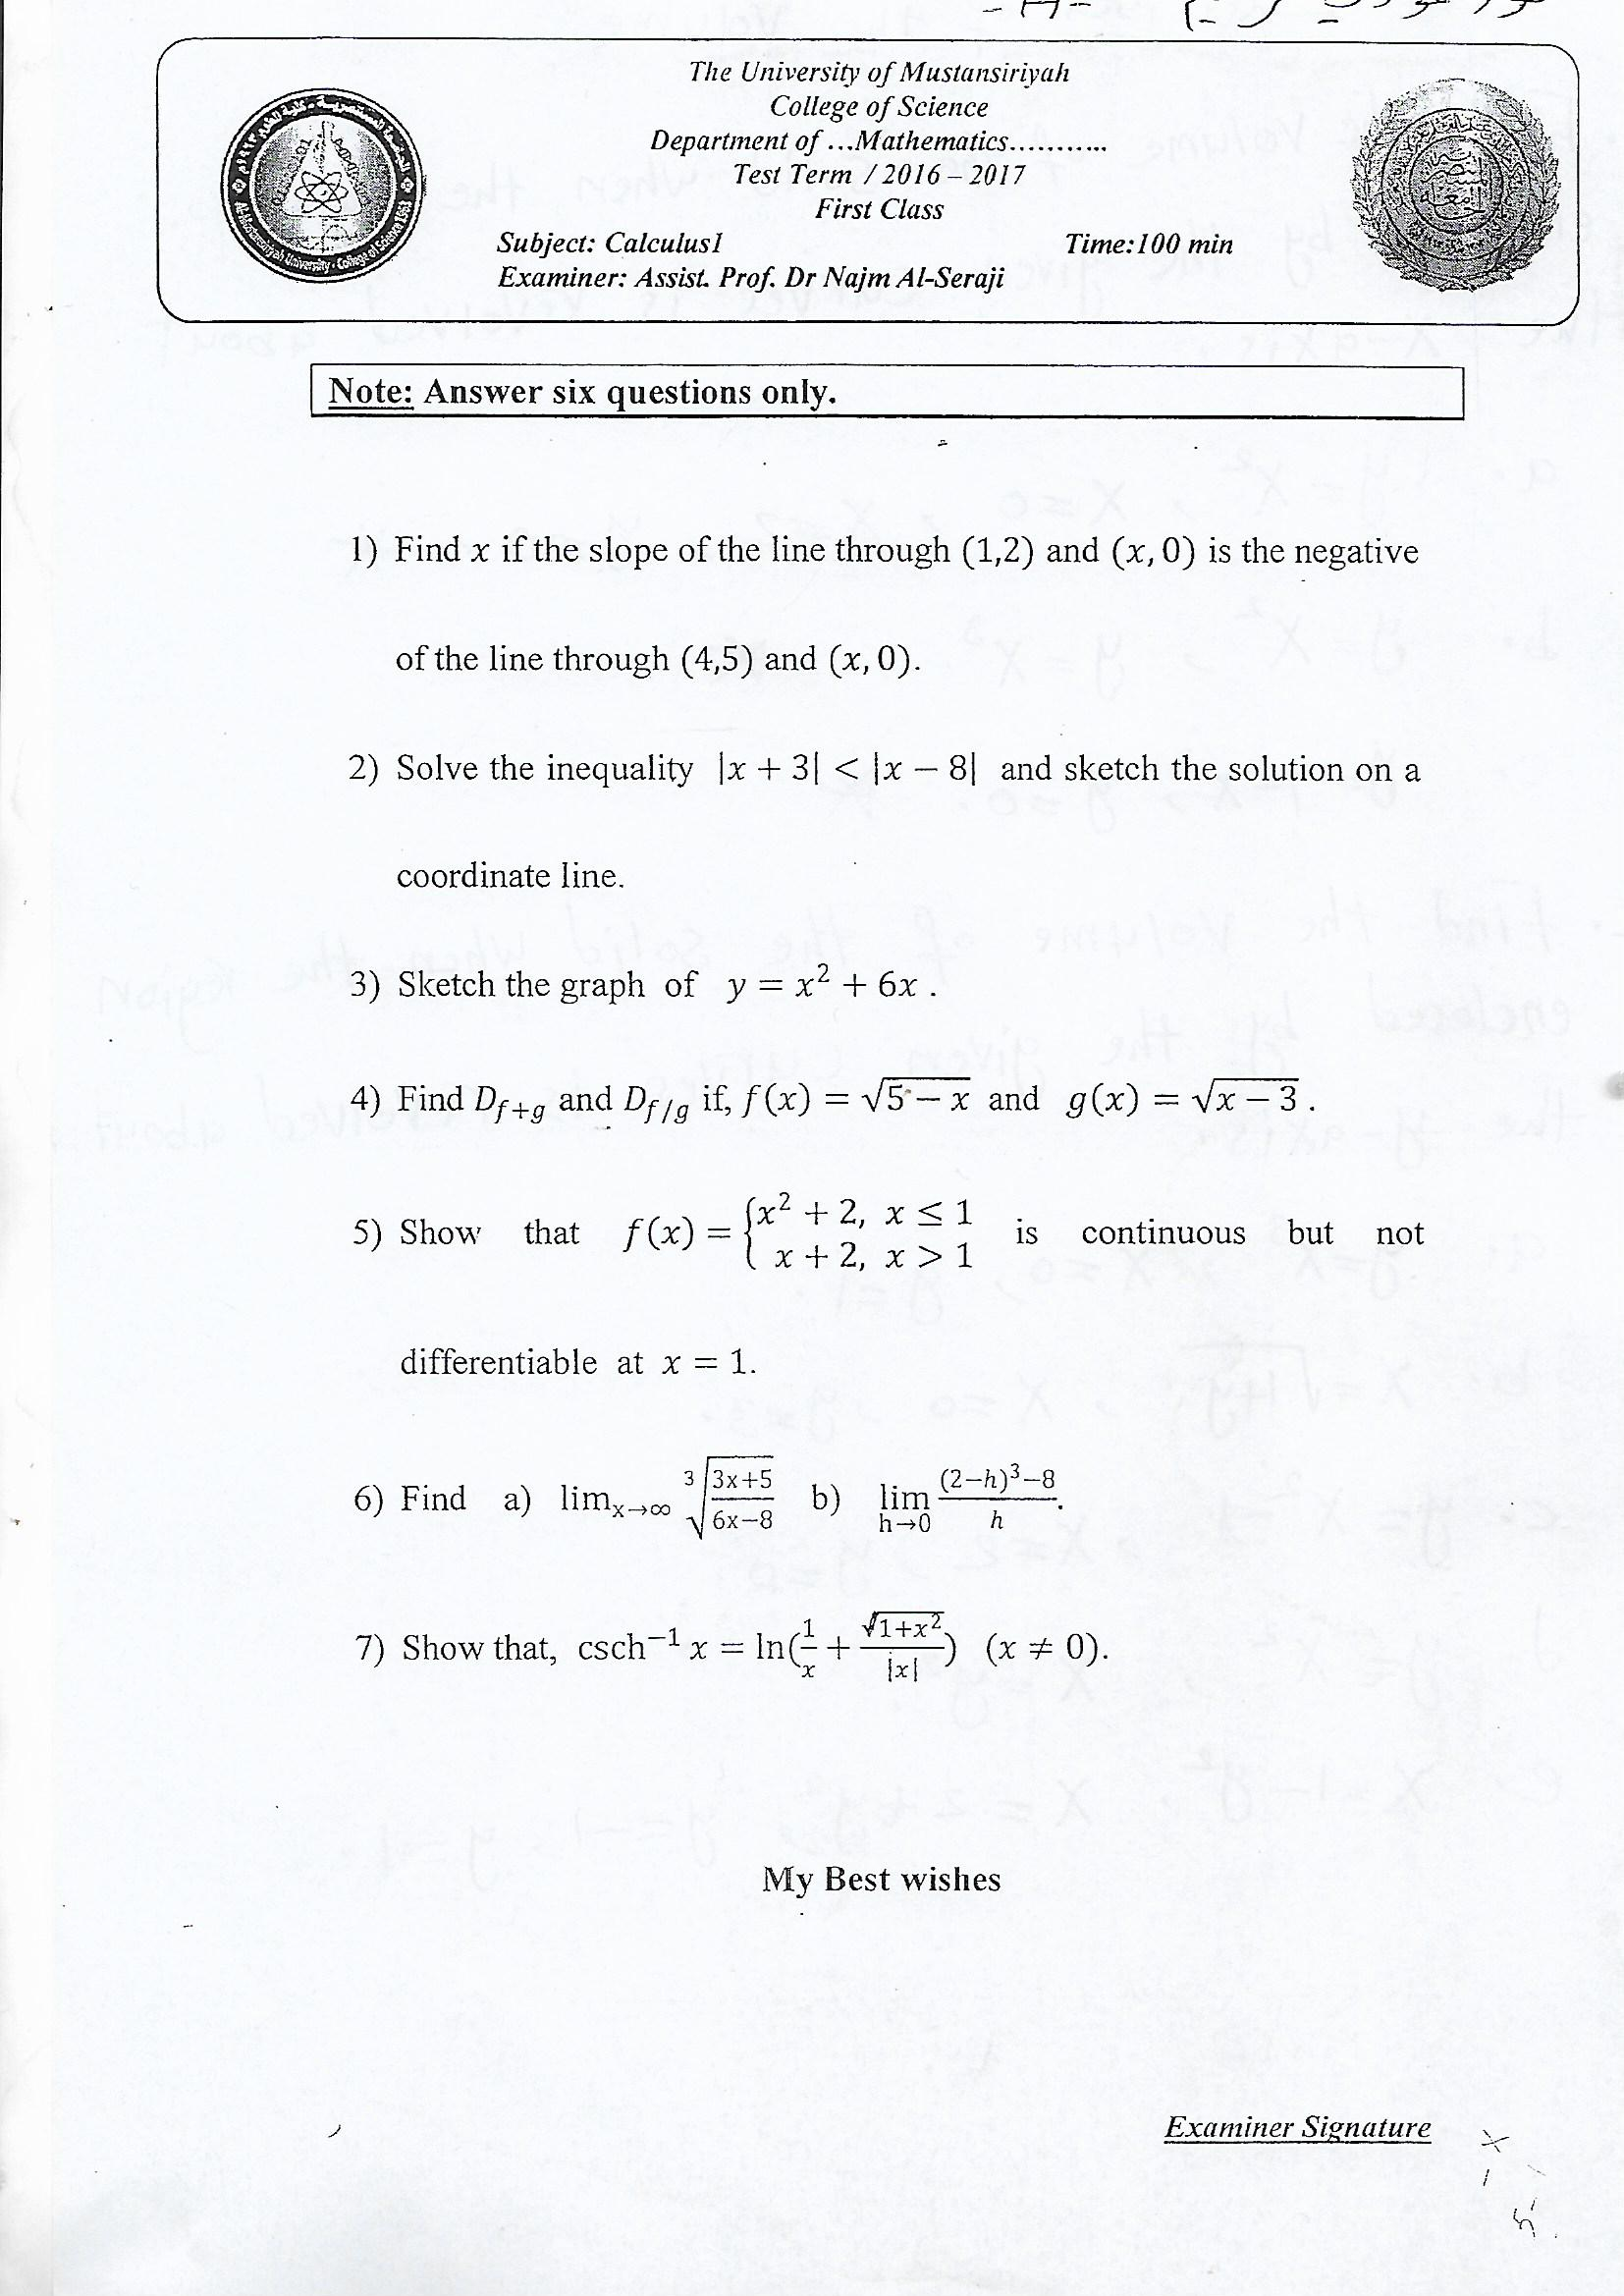 The University of Mustansiriyah
College of Science
Department of ...Mathematics...........
Test Term / 2016 – 2017
First Class
Subject: Calculus1 Time:100 min
Examiner: Assist. Prof. Dr Najm Al-Seraji
Note: Answer six questions only.
1) Find x if the slope of the line through (1,2) and (x, 0) is the negative
of the line through (4,5) and (x, 0).
2) Solve the inequality |x + 3| < |x − 8| and sketch the solution on a
coordinate line.
3) Sketch the graph of y = x² + 6x .
4) Find D_{f+g} and D_{f/g} if, f(x) = √(5 − x) and g(x) = √(x − 3) .
5) Show that f(x) = { x² + 2, x ≤ 1
x + 2, x > 1 is continuous but not
differentiable at x = 1.
6) Find a) lim_{x→∞} ∛((3x+5)/(6x−8)) b) lim_{h→0} ((2−h)³−8)/h.
7) Show that, csch⁻¹ x = ln(1/x + √(1+x²)/|x|) (x ≠ 0).
My Best wishes
Examiner Signature